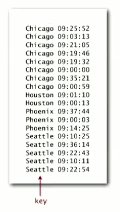 Chicago 09:25:52
Chicago 09:03:13
Chicago 09:21:05
Chicago 09:19:46
Chicago 09:19:32
Chicago 09:00:00
Chicago 09:35:21
Chicago 09:00:59
Houston 09:01:10
Houston 09:00:13
Phoenix 09:37:44
Phoenix 09:00:03
Phoenix 09:14:25
Seattle 09:10:25
Seattle 09:36:14
Seattle 09:22:43
Seattle 09:10:11
Seattle 09:22:54
key